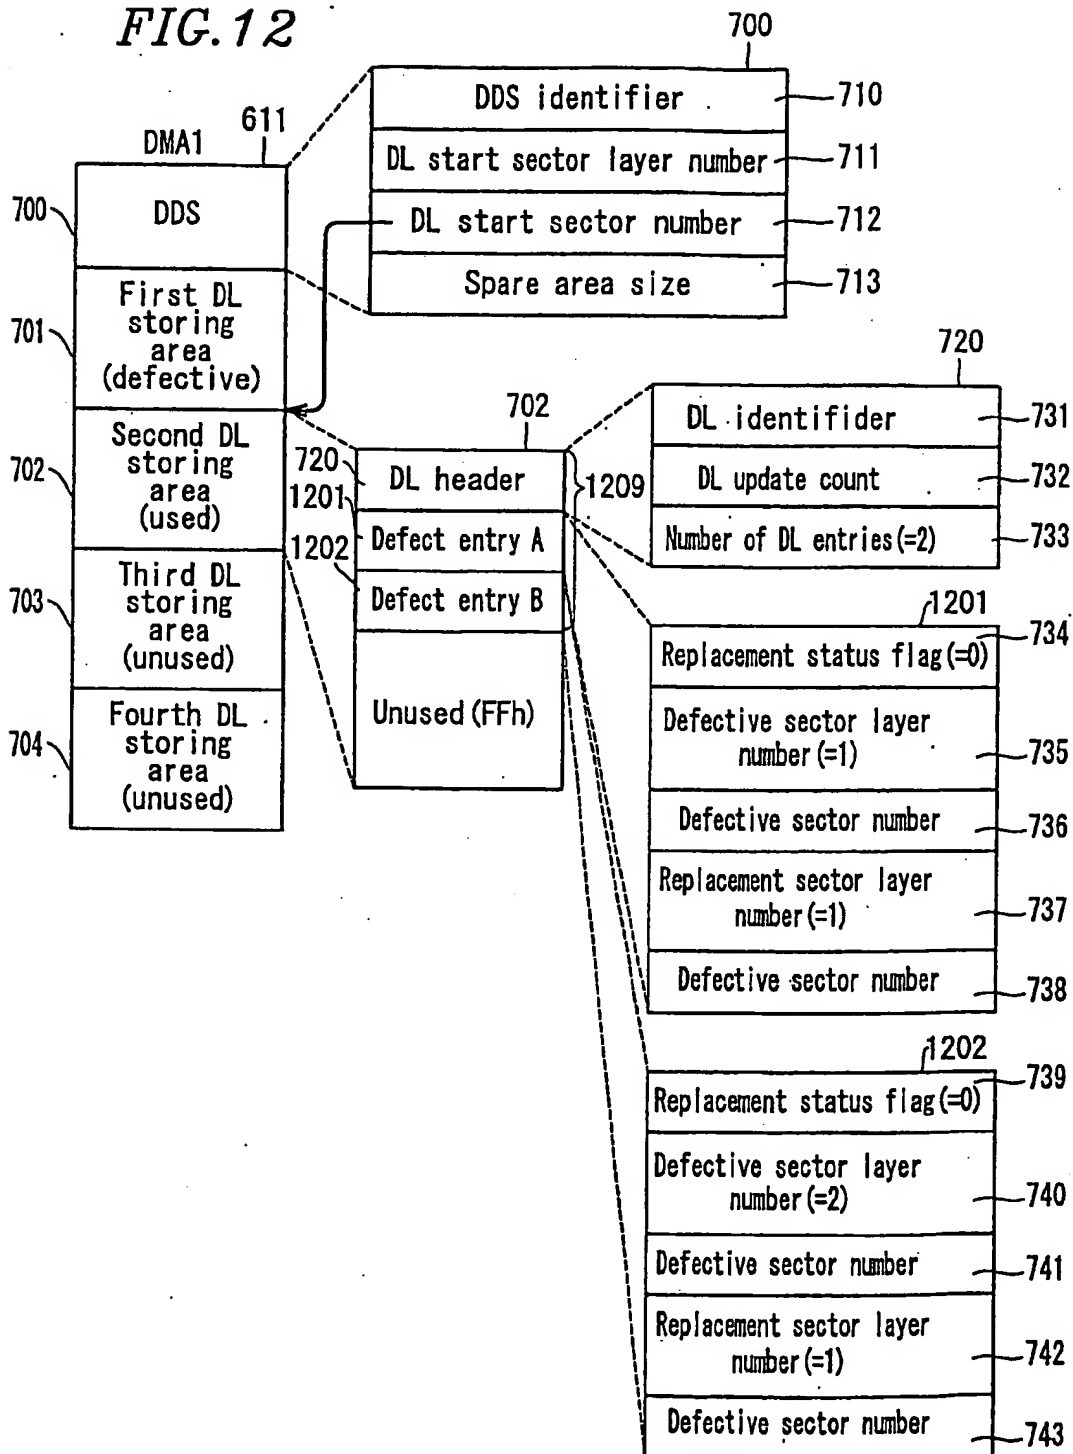 FIG.12
DMA1
611
700
DDS
701
First DL
storing
area
(defective)
702
Second DL
storing
area
(used)
703
Third DL
storing
area
(unused)
704
Fourth DL
storing
area
(unused)
700
DDS identifier
710
DL start sector layer number
711
DL start sector number
712
Spare area size
713
702
720
DL header
1209
1201
Defect entry A
1202
Defect entry B
Unused(FFh)
720
DL identifider
731
DL update count
732
Number of DL entries(=2)
733
1201
Replacement status flag(=0)
734
Defective sector layer
number(=1)
735
Defective sector number
736
Replacement sector layer
number(=1)
737
Defective sector number
738
1202
Replacement status flag(=0)
739
Defective sector layer
number(=2)
740
Defective sector number
741
Replacement sector layer
number(=1)
742
Defective sector number
743